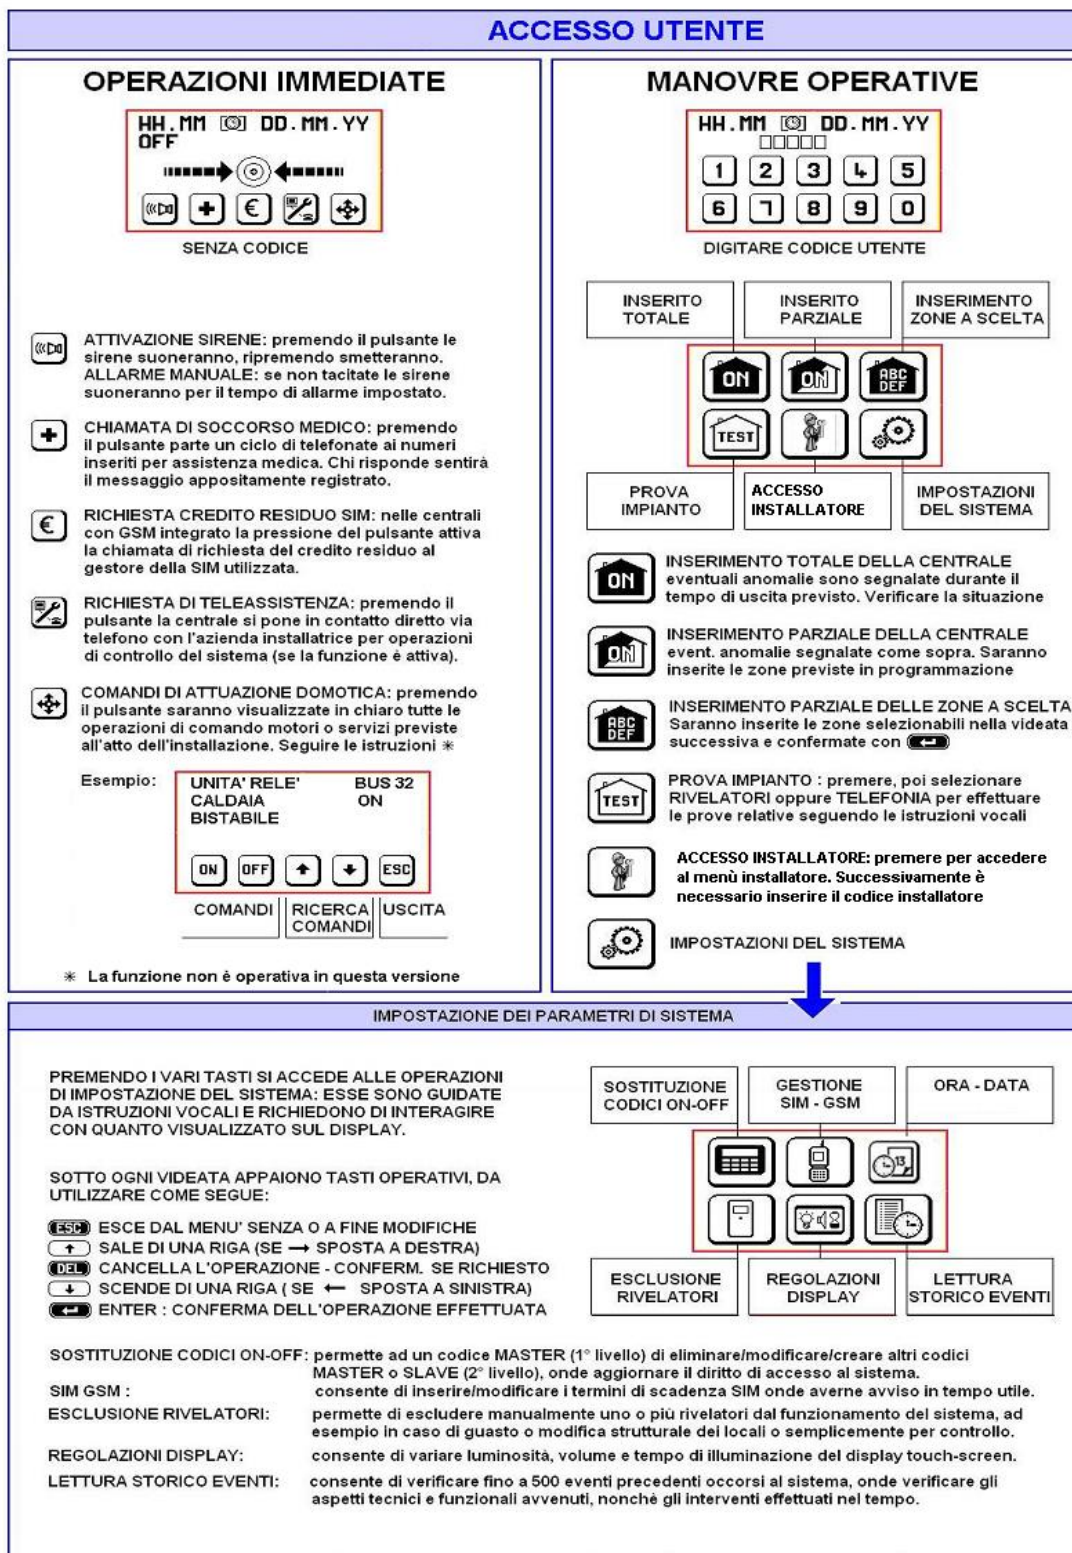 ACCESSO UTENTE
OPERAZIONI IMMEDIATE
HH.MM DD.MM.YY
OFF
€
SENZA CODICE
ATTIVAZIONE SIRENE: premendo il pulsante le
sirene suoneranno, ripremendo smetteranno.
ALLARME MANUALE: se non tacitate le sirene
suoneranno per il tempo di allarme impostato.
CHIAMATA DI SOCCORSO MEDICO: premendo
il pulsante parte un ciclo di telefonate ai numeri
inseriti per assistenza medica. Chi risponde sentirà
il messaggio appositamente registrato.
€
RICHIESTA CREDITO RESIDUO SIM: nelle centrali
con GSM integrato la pressione del pulsante attiva
la chiamata di richiesta del credito residuo al
gestore della SIM utilizzata.
RICHIESTA DI TELEASSISTENZA: premendo il
pulsante la centrale si pone in contatto diretto via
telefono con l'azienda installatrice per operazioni
di controllo del sistema (se la funzione è attiva).
COMANDI DI ATTUAZIONE DOMOTICA: premendo
il pulsante saranno visualizzate in chiaro tutte le
operazioni di comando motori o servizi previste
all'atto dell'installazione. Seguire le istruzioni ✳
Esempio:
UNITA' RELE' BUS 32
CALDAIA ON
BISTABILE
ON OFF ↑ ↓ ESC
COMANDI RICERCA COMANDI USCITA
✳ La funzione non è operativa in questa versione
MANOVRE OPERATIVE
HH.MM DD.MM.YY
□□□□□
1 2 3 4 5
6 7 8 9 0
DIGITARE CODICE UTENTE
INSERITO TOTALE
INSERITO PARZIALE
INSERIMENTO ZONE A SCELTA
ON ON ABC DEF
TEST
PROVA IMPIANTO
ACCESSO INSTALLATORE
IMPOSTAZIONI DEL SISTEMA
ON
INSERIMENTO TOTALE DELLA CENTRALE
eventuali anomalie sono segnalate durante il
tempo di uscita previsto. Verificare la situazione
ON
INSERIMENTO PARZIALE DELLA CENTRALE
event. anomalie segnalate come sopra. Saranno
inserite le zone previste in programmazione
ABC DEF
INSERIMENTO PARZIALE DELLE ZONE A SCELTA
Saranno inserite le zone selezionabili nella videata
successiva e confermate con
TEST
PROVA IMPIANTO : premere, poi selezionare
RIVELATORI oppure TELEFONIA per effettuare
le prove relative seguendo le istruzioni vocali
ACCESSO INSTALLATORE: premere per accedere
al menù installatore. Successivamente è
necessario inserire il codice installatore
IMPOSTAZIONI DEL SISTEMA
IMPOSTAZIONE DEI PARAMETRI DI SISTEMA
PREMENDO I VARI TASTI SI ACCEDE ALLE OPERAZIONI
DI IMPOSTAZIONE DEL SISTEMA: ESSE SONO GUIDATE
DA ISTRUZIONI VOCALI E RICHIEDONO DI INTERAGIRE
CON QUANTO VISUALIZZATO SUL DISPLAY.
SOTTO OGNI VIDEATA APPAIONO TASTI OPERATIVI, DA
UTILIZZARE COME SEGUE:
ESC ESCE DAL MENU' SENZA O A FINE MODIFICHE
↑ SALE DI UNA RIGA (SE → SPOSTA A DESTRA)
DEL CANCELLA L'OPERAZIONE - CONFERM. SE RICHIESTO
↓ SCENDE DI UNA RIGA ( SE ← SPOSTA A SINISTRA)
ENTER : CONFERMA DELL'OPERAZIONE EFFETTUATA
SOSTITUZIONE CODICI ON-OFF
GESTIONE SIM - GSM
ORA - DATA
13
ESCLUSIONE RIVELATORI
REGOLAZIONI DISPLAY
LETTURA STORICO EVENTI
SOSTITUZIONE CODICI ON-OFF: permette ad un codice MASTER (1° livello) di eliminare/modificare/creare altri codici
MASTER o SLAVE (2° livello), onde aggiornare il diritto di accesso al sistema.
SIM GSM : consente di inserire/modificare i termini di scadenza SIM onde averne avviso in tempo utile.
ESCLUSIONE RIVELATORI: permette di escludere manualmente uno o più rivelatori dal funzionamento del sistema, ad
esempio in caso di guasto o modifica strutturale dei locali o semplicemente per controllo.
REGOLAZIONI DISPLAY: consente di variare luminosità, volume e tempo di illuminazione del display touch-screen.
LETTURA STORICO EVENTI: consente di verificare fino a 500 eventi precedenti occorsi al sistema, onde verificare gli
aspetti tecnici e funzionali avvenuti, nonchè gli interventi effettuati nel tempo.